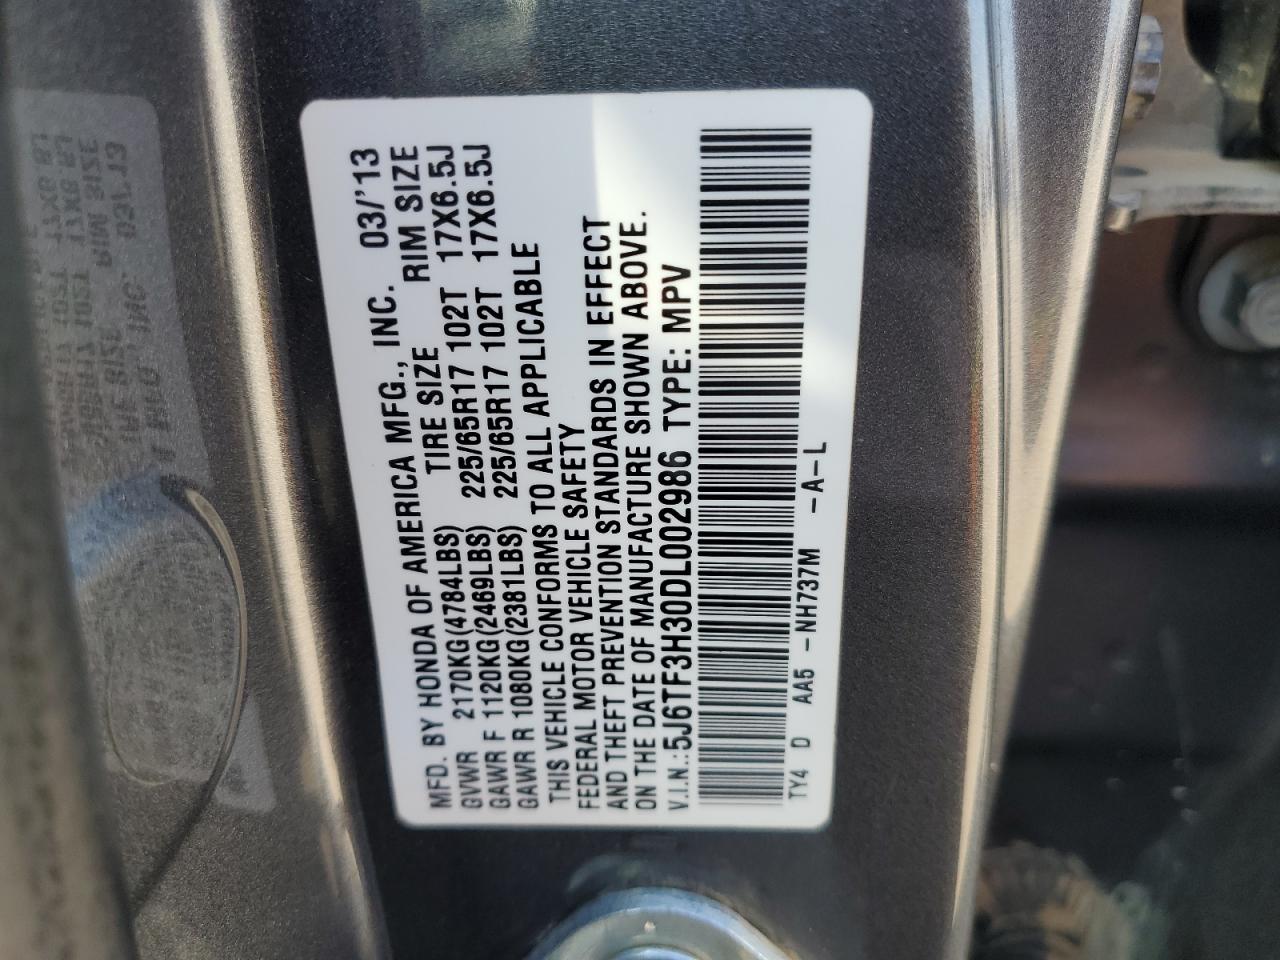 MFD. BY HONDA OF AMERICA MFG., INC. 03/'13
GVWR 2170KG(4784LBS) TIRE SIZE RIM SIZE
GAWR F 1120KG(2469LBS) 225/65R17 102T 17X6.5J
GAWR R 1080KG(2381LBS) 225/65R17 102T 17X6.5J
THIS VEHICLE CONFORMS TO ALL APPLICABLE
FEDERAL MOTOR VEHICLE SAFETY
AND THEFT PREVENTION STANDARDS IN EFFECT
ON THE DATE OF MANUFACTURE SHOWN ABOVE.
V.I.N.:5J6TF3H30DL002986 TYPE: MPV
TY4 D AA5 -NH737M -A-L